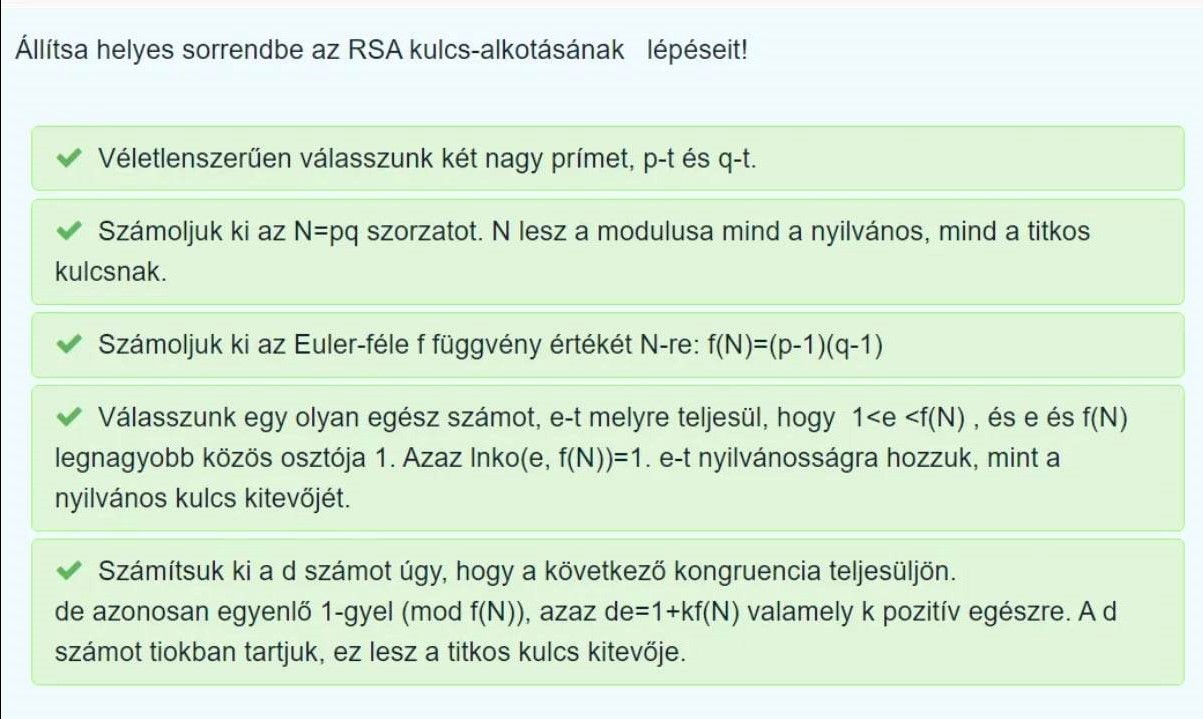 Állítsa helyes sorrendbe az RSA kulcs-alkotásának lépéseit!
Véletlenszerűen válasszunk két nagy prímet, p-t és q-t.
Számoljuk ki az N=pq szorzatot. N lesz a modulusa mind a nyilvános, mind a titkos
kulcsnak.
Számoljuk ki az Euler-féle f függvény értékét N-re: f(N)=(p-1)(q-1)
Válasszunk egy olyan egész számot, e-t melyre teljesül, hogy 1<e <f(N) , és e és f(N)
legnagyobb közös osztója 1. Azaz lnko(e, f(N))=1. e-t nyilvánosságra hozzuk, mint a
nyilvános kulcs kitevőjét.
Számítsuk ki a d számot úgy, hogy a következő kongruencia teljesüljön.
de azonosan egyenlő 1-gyel (mod f(N)), azaz de=1+kf(N) valamely k pozitív egészre. A d
számot tiokban tartjuk, ez lesz a titkos kulcs kitevője.